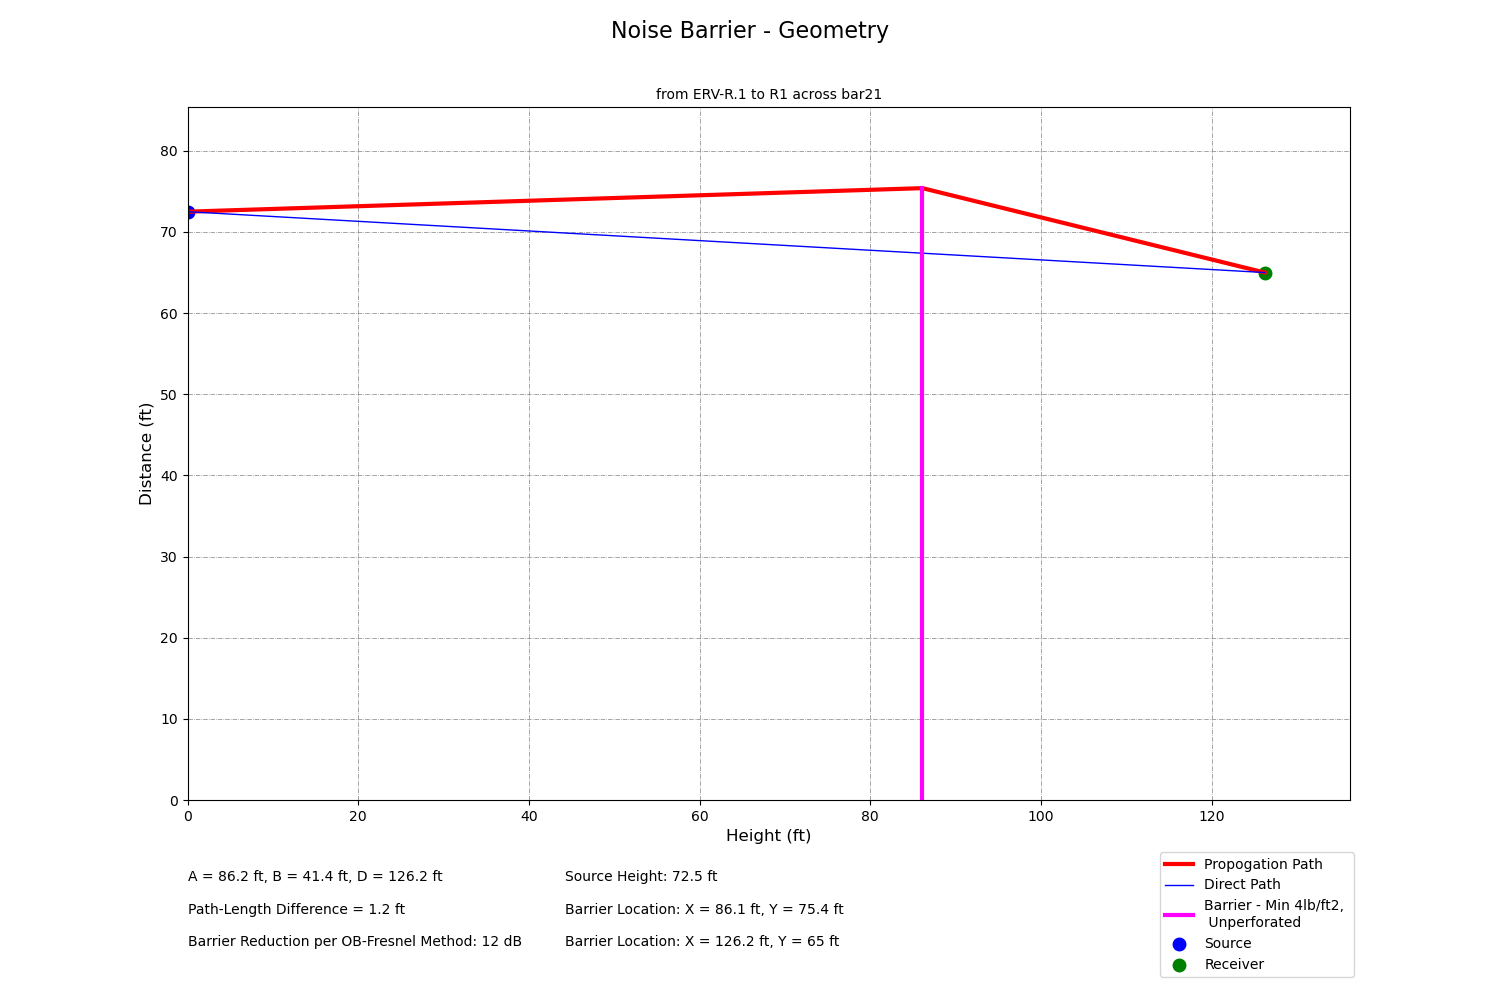 Noise Barrier - Geometry
from ERV-R.1 to R1 across bar21
80
70
60
50
40
30
20
10
0
Distance (ft)
0 20 40 60 80 100 120
Height (ft)
A = 86.2 ft, B = 41.4 ft, D = 126.2 ft
Path-Length Difference = 1.2 ft
Barrier Reduction per OB-Fresnel Method: 12 dB
Source Height: 72.5 ft
Barrier Location: X = 86.1 ft, Y = 75.4 ft
Barrier Location: X = 126.2 ft, Y = 65 ft
Propogation Path
Direct Path
Barrier - Min 4lb/ft2,
Unperforated
Source
Receiver